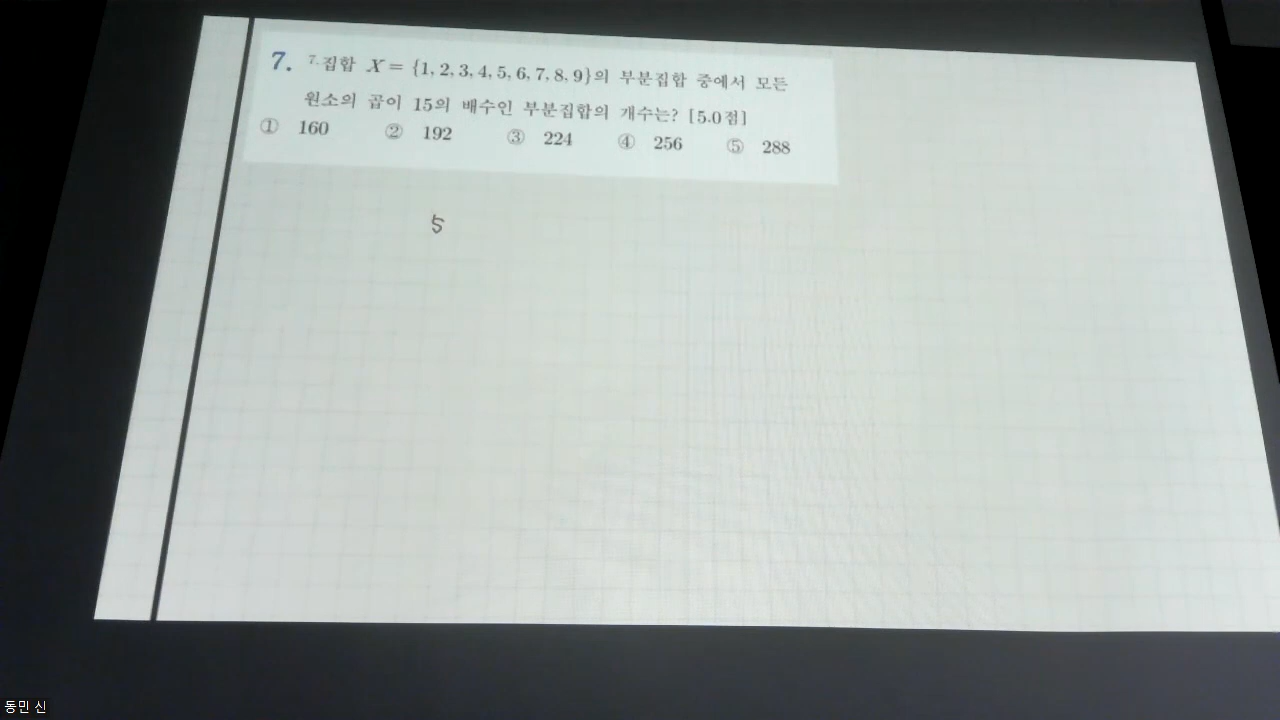 7. 7.집합 X = {1, 2, 3, 4, 5, 6, 7, 8, 9}의 부분집합 중에서 모든
원소의 곱이 15의 배수인 부분집합의 개수는? [5.0점]
① 160 ② 192 ③ 224 ④ 256 ⑤ 288
5
동민 신